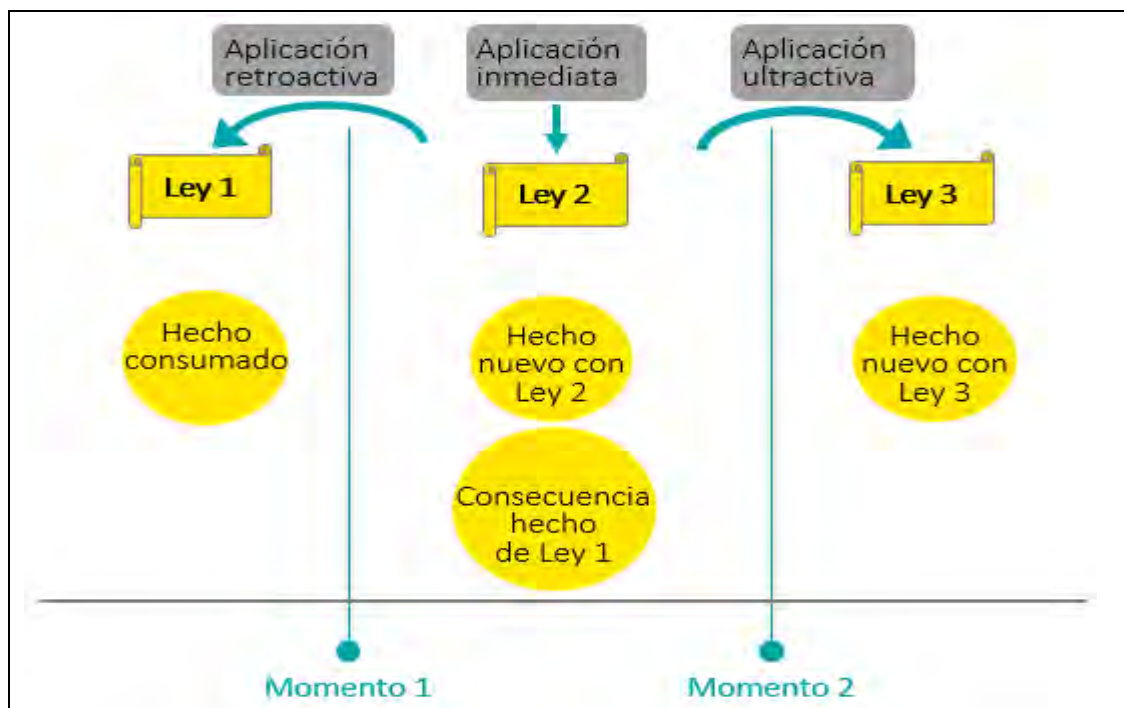 Aplicación
retroactiva
Aplicación
inmediata
Aplicación
ultractiva
Ley 1
Ley 2
Ley 3
Hecho
consumado
Hecho
nuevo con
Ley 2
Hecho
nuevo con
Ley 3
Consecuencia
hecho
de Ley 1
Momento 1
Momento 2